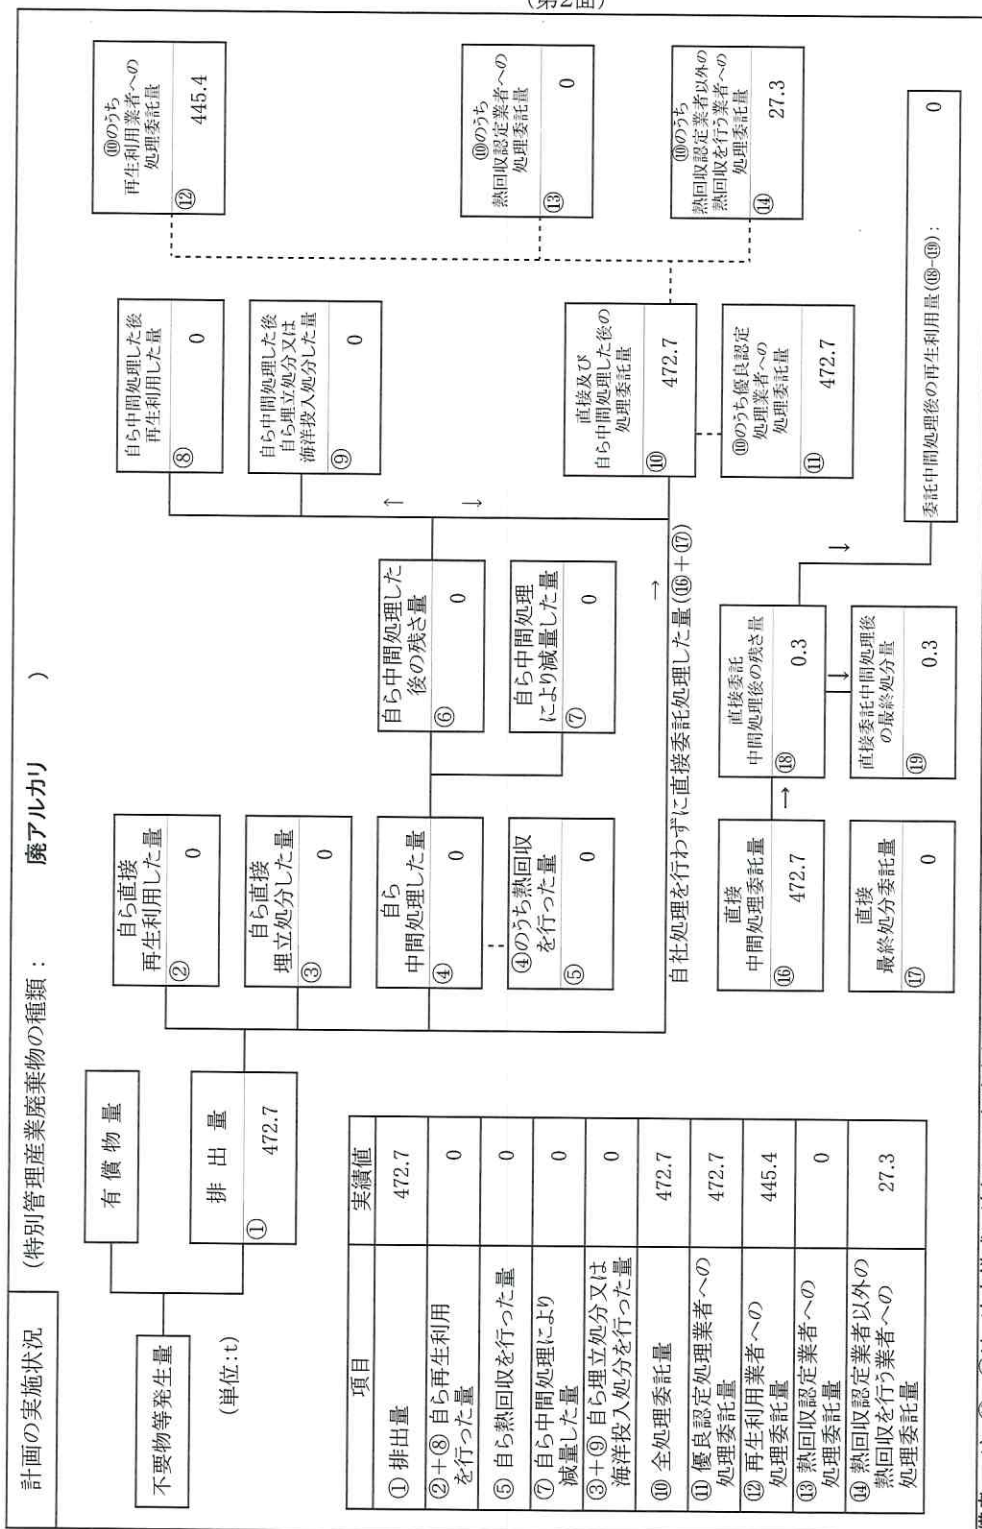 (第2面)
計画の実施状況
(特別管理産業廃棄物の種類： 廃アルカリ )
不要物等発生量
(単位:t)
有償物量
排出量
① 472.7
自ら直接
再生利用した量
② 0
自ら直接
埋立処分した量
③ 0
自ら
中間処理した量
④ 0
④のうち熱回収
を行った量
⑤ 0
自ら中間処理した
後の残さ量
⑥ 0
自ら中間処理
により減量した量
⑦ 0
↑
↓
自ら中間処理した後
再生利用した量
⑧ 0
自ら中間処理した後
自ら埋立処分又は
海洋投入処分した量
⑨ 0
直接及び
自ら中間処理した後の
処理委託量
⑩ 472.7
⑩のうち優良認定
処理業者への
処理委託量
⑪ 472.7
⑩のうち
再生利用業者への
処理委託量
⑫ 445.4
⑩のうち
熱回収認定業者への
処理委託量
⑬ 0
⑩のうち
熱回収認定業者以外の
熱回収を行う業者への
処理委託量
⑭ 27.3
自社処理を行わずに直接委託処理した量(⑯+⑰)
→
直接
中間処理委託量
⑯ 472.7
→
直接
最終処分委託量
⑰ 0
直接委託
中間処理後の残さ量
⑱ 0.3
↓
直接委託中間処理後
の最終処分量
⑲ 0.3
↓
委託中間処理後の再生利用量(⑱-⑲)： 0
項目 実績値
① 排出量 472.7
②+⑧ 自ら再生利用
を行った量 0
⑤ 自ら熱回収を行った量 0
⑦ 自ら中間処理により
減量した量 0
③+⑨ 自ら埋立処分又は
海洋投入処分を行った量 0
⑩ 全処理委託量 472.7
⑪ 優良認定処理業者への
処理委託量 472.7
⑫ 再生利用業者への
処理委託量 445.4
⑬ 熱回収認定業者への
処理委託量 0
⑭ 熱回収認定業者以外の
熱回収を行う業者への
処理委託量 27.3